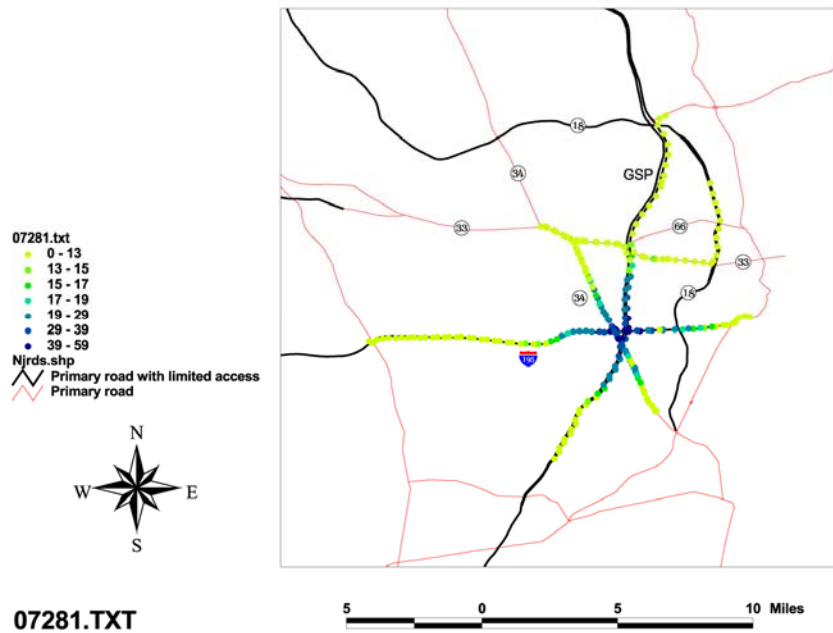 18
34
GSP
66
33
33
07281.txt
0 - 13
13 - 15
15 - 17
17 - 19
19 - 29
29 - 39
39 - 59
Njrds.shp
Primary road with limited access
Primary road
34
18
195
N
W E
S
07281.TXT
5 0 5 10 Miles